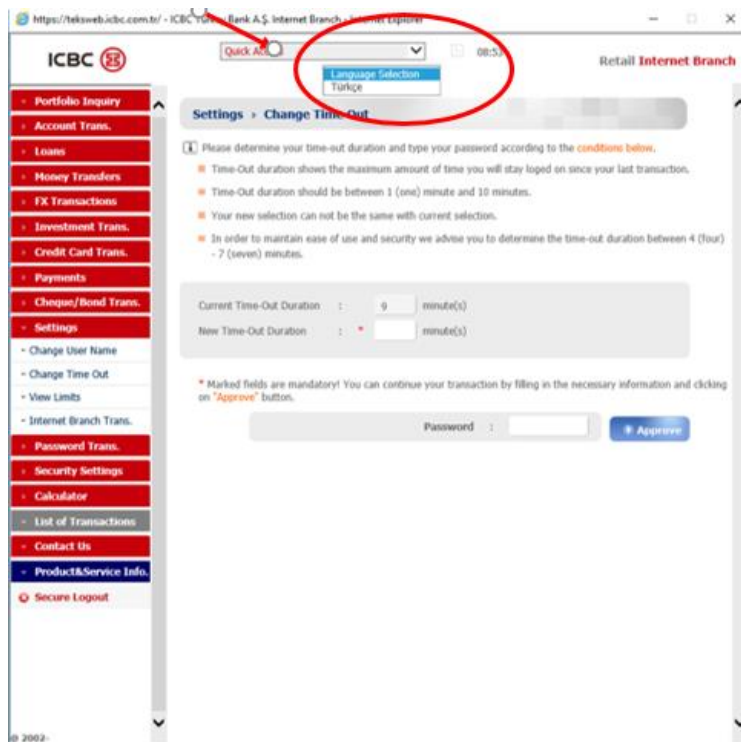 https://teksweb.icbc.com.tr/ - ICBC Turkey Bank A.Ş. Internet Branch - Internet Explorer
ICBC
Quick Access
08:53
Language Selection
Türkçe
Retail Internet Branch
Portfolio Inquiry
Account Trans.
Loans
Money Transfers
FX Transactions
Investment Trans.
Credit Card Trans.
Payments
Cheque/Bond Trans.
Settings
- Change User Name
- Change Time Out
- View Limits
- Internet Branch Trans.
Password Trans.
Security Settings
Calculator
List of Transactions
Contact Us
Product&Service Info.
Secure Logout
@ 2002-
Settings › Change Time-Out
Please determine your time-out duration and type your password according to the conditions below.
Time-Out duration shows the maximum amount of time you will stay loged on since your last transaction.
Time-Out duration should be between 1 (one) minute and 10 minutes.
Your new selection can not be the same with current selection.
In order to maintain ease of use and security we advise you to determine the time-out duration between 4 (four)
- 7 (seven) minutes.
Current Time-Out Duration : 9 minute(s)
New Time-Out Duration : * minute(s)
* Marked fields are mandatory! You can continue your transaction by filling in the necessary information and clicking
on "Approve" button.
Password :
Approve